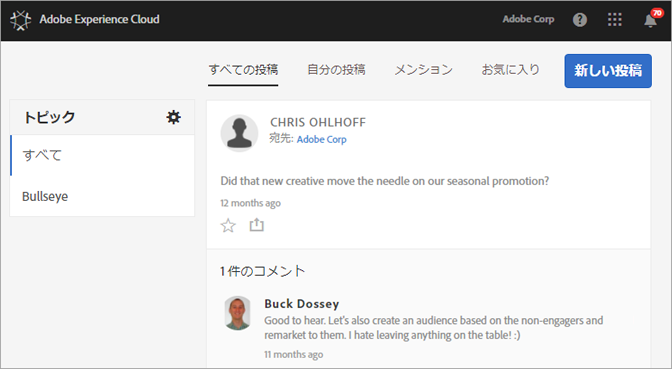 Adobe Experience Cloud
Adobe Corp
?
70
すべての投稿
自分の投稿
メンション
お気に入り
新しい投稿
トピック
すべて
Bullseye
CHRIS OHLHOFF
宛先: Adobe Corp
Did that new creative move the needle on our seasonal promotion?
12 months ago
1 件のコメント
Buck Dossey
Good to hear. Let's also create an audience based on the non-engagers and
remarket to them. I hate leaving anything on the table! :)
11 months ago